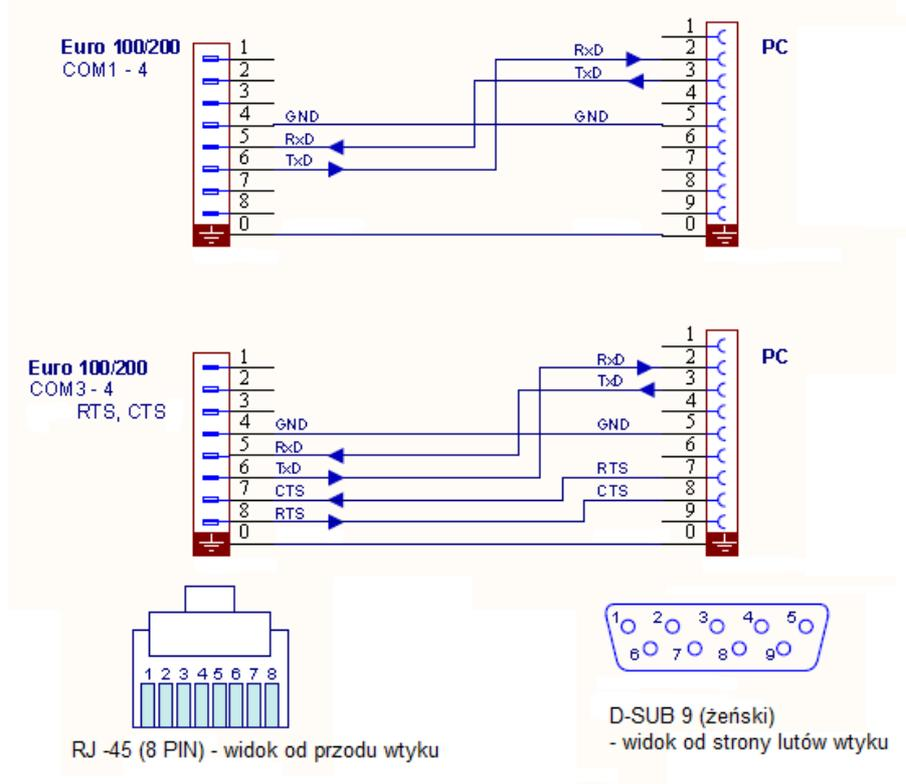 Euro 100/200
COM1 - 4
1
2
3
4
5
6
7
8
0
GND
RxD
TxD
RxD
TxD
GND
1
2
3
4
5
6
7
8
9
0
PC
Euro 100/200
COM3 - 4
RTS, CTS
1
2
3
4
5
6
7
8
0
GND
RxD
TxD
CTS
RTS
RxD
TxD
GND
RTS
CTS
1
2
3
4
5
6
7
8
9
0
PC
1 2 3 4 5 6 7 8
RJ -45 (8 PIN) - widok od przodu wtyku
1 2 3 4 5
6 7 8 9
D-SUB 9 (żeński)
- widok od strony lutów wtyku